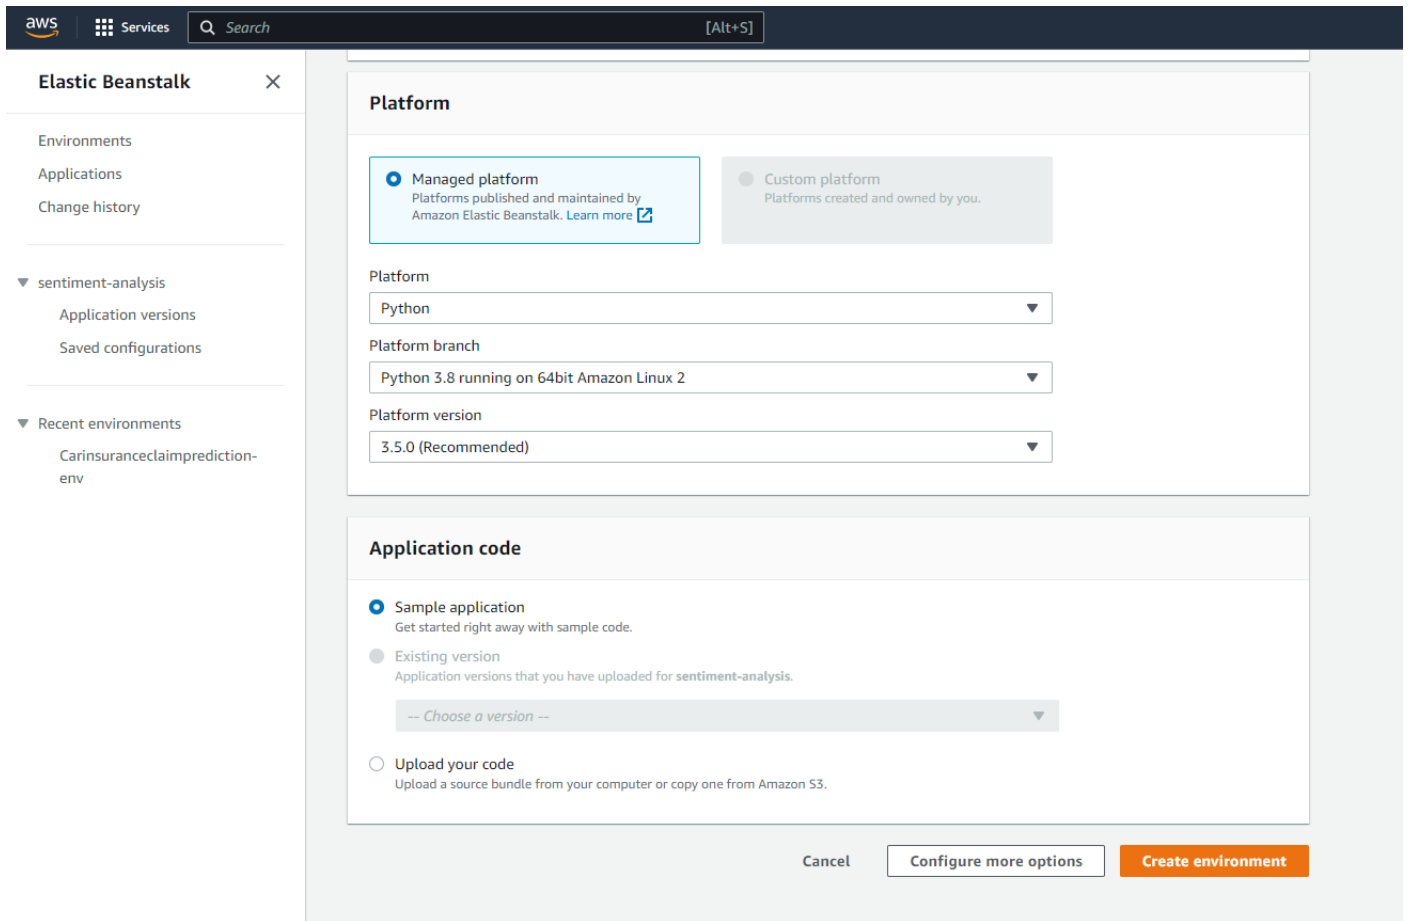 aws
Services
Search
[Alt+S]
Elastic Beanstalk
Environments
Applications
Change history
sentiment-analysis
Application versions
Saved configurations
Recent environments
Carinsuranceclaimprediction-
env
Platform
Managed platform
Platforms published and maintained by
Amazon Elastic Beanstalk. Learn more
Custom platform
Platforms created and owned by you.
Platform
Python
Platform branch
Python 3.8 running on 64bit Amazon Linux 2
Platform version
3.5.0 (Recommended)
Application code
Sample application
Get started right away with sample code.
Existing version
Application versions that you have uploaded for sentiment-analysis.
-- Choose a version --
Upload your code
Upload a source bundle from your computer or copy one from Amazon S3.
Cancel
Configure more options
Create environment